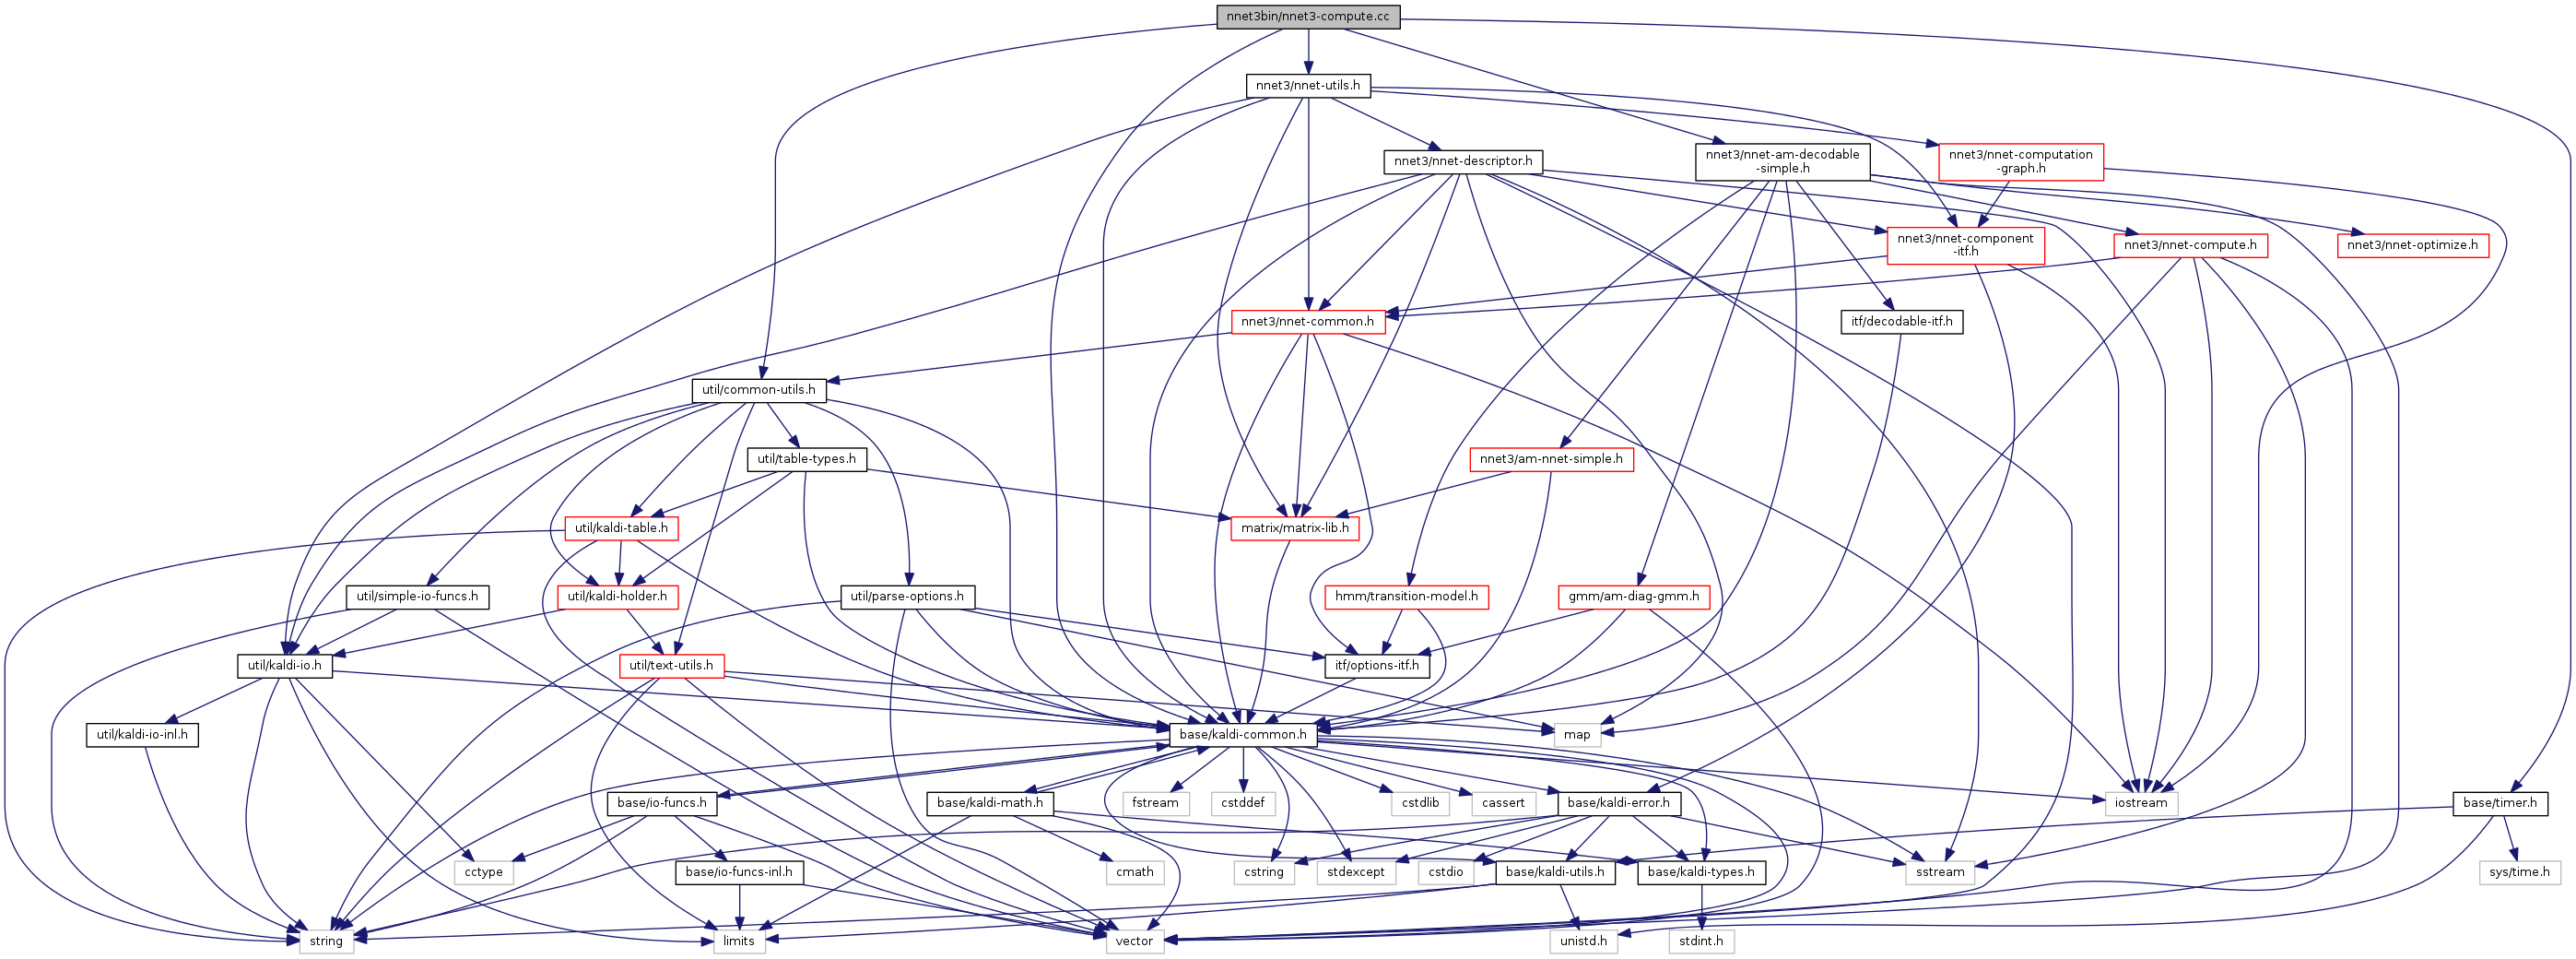 nnet3bin/nnet3-compute.cc
nnet3/nnet-utils.h
nnet3/nnet-descriptor.h
nnet3/nnet-am-decodable
-simple.h
nnet3/nnet-computation
-graph.h
nnet3/nnet-component
-itf.h
nnet3/nnet-compute.h
nnet3/nnet-optimize.h
nnet3/nnet-common.h
itf/decodable-itf.h
util/common-utils.h
util/table-types.h
nnet3/am-nnet-simple.h
util/kaldi-table.h
matrix/matrix-lib.h
util/simple-io-funcs.h
util/kaldi-holder.h
util/parse-options.h
hmm/transition-model.h
gmm/am-diag-gmm.h
util/kaldi-io.h
util/text-utils.h
itf/options-itf.h
util/kaldi-io-inl.h
base/kaldi-common.h
map
base/io-funcs.h
base/kaldi-math.h
fstream
cstddef
cstdlib
cassert
base/kaldi-error.h
iostream
base/timer.h
cctype
base/io-funcs-inl.h
cmath
cstring
stdexcept
cstdio
base/kaldi-utils.h
base/kaldi-types.h
sstream
sys/time.h
string
limits
vector
unistd.h
stdint.h